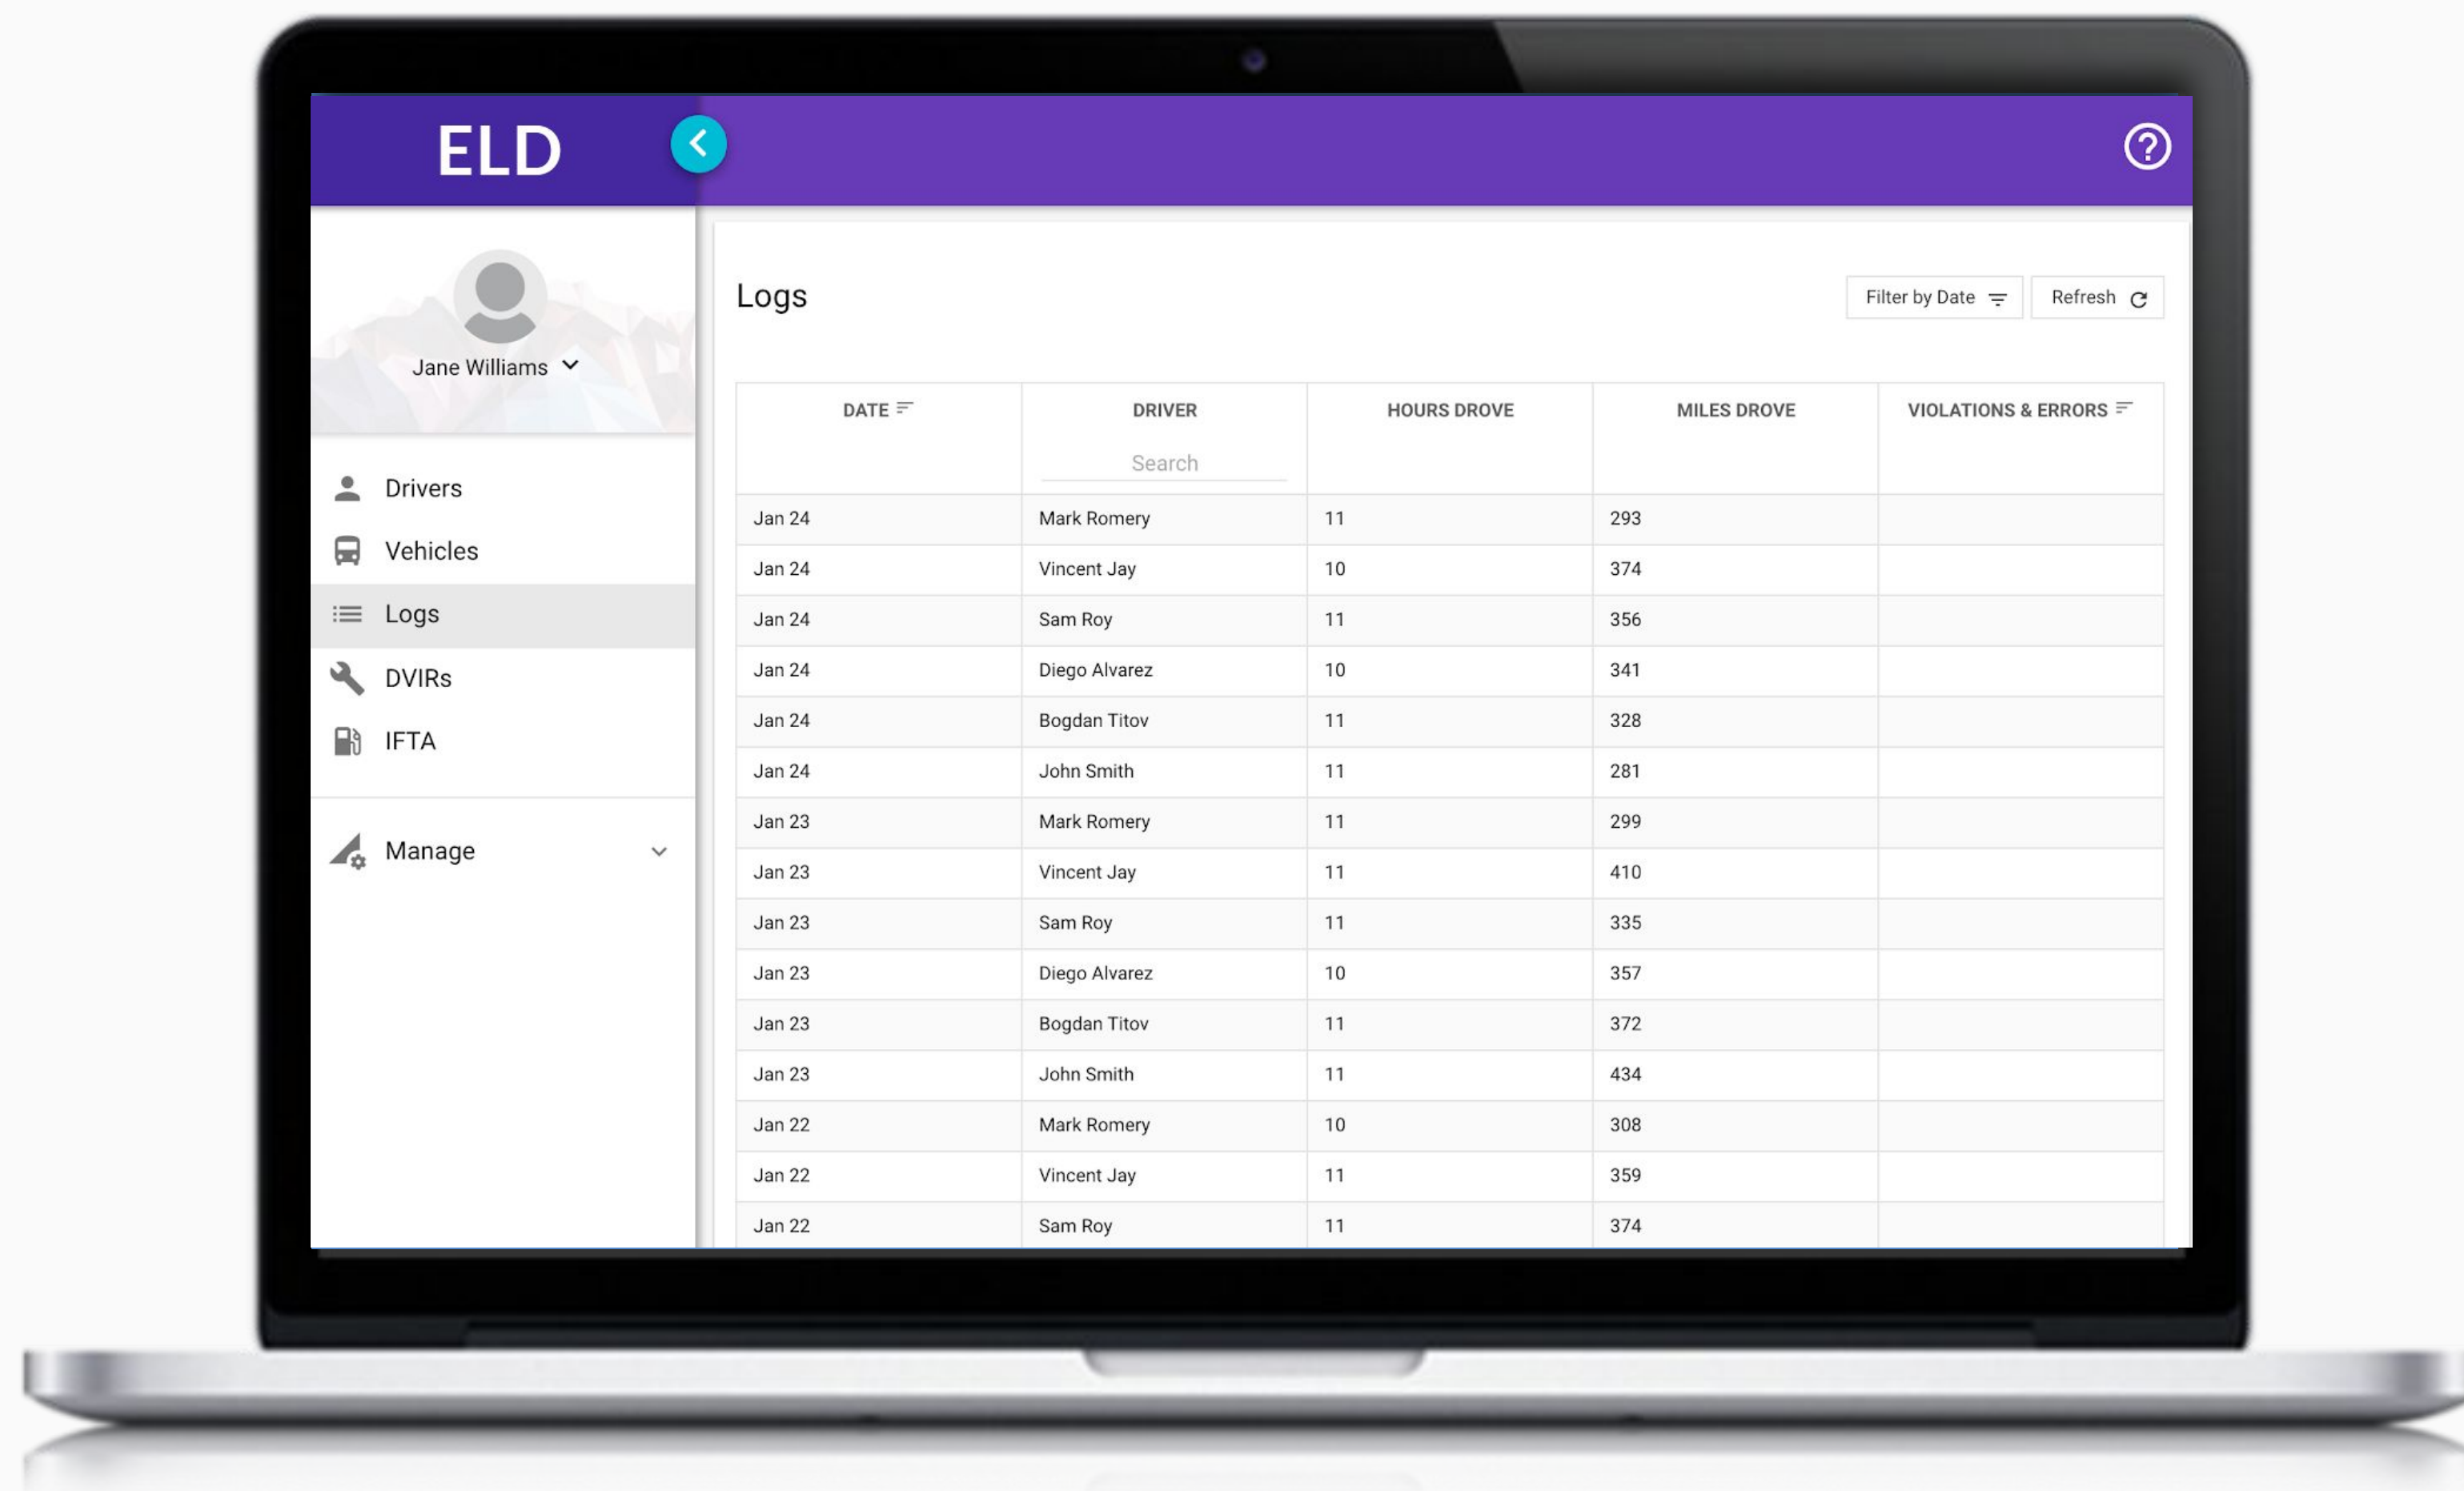 ELD
Jane Williams
Drivers
Vehicles
Logs
DVIRs
IFTA
Manage
Logs
Filter by Date Refresh
DATE DRIVER HOURS DROVE MILES DROVE VIOLATIONS & ERRORS
Search
Jan 24 Mark Romery 11 293
Jan 24 Vincent Jay 10 374
Jan 24 Sam Roy 11 356
Jan 24 Diego Alvarez 10 341
Jan 24 Bogdan Titov 11 328
Jan 24 John Smith 11 281
Jan 23 Mark Romery 11 299
Jan 23 Vincent Jay 11 410
Jan 23 Sam Roy 11 335
Jan 23 Diego Alvarez 10 357
Jan 23 Bogdan Titov 11 372
Jan 23 John Smith 11 434
Jan 22 Mark Romery 10 308
Jan 22 Vincent Jay 11 359
Jan 22 Sam Roy 11 374